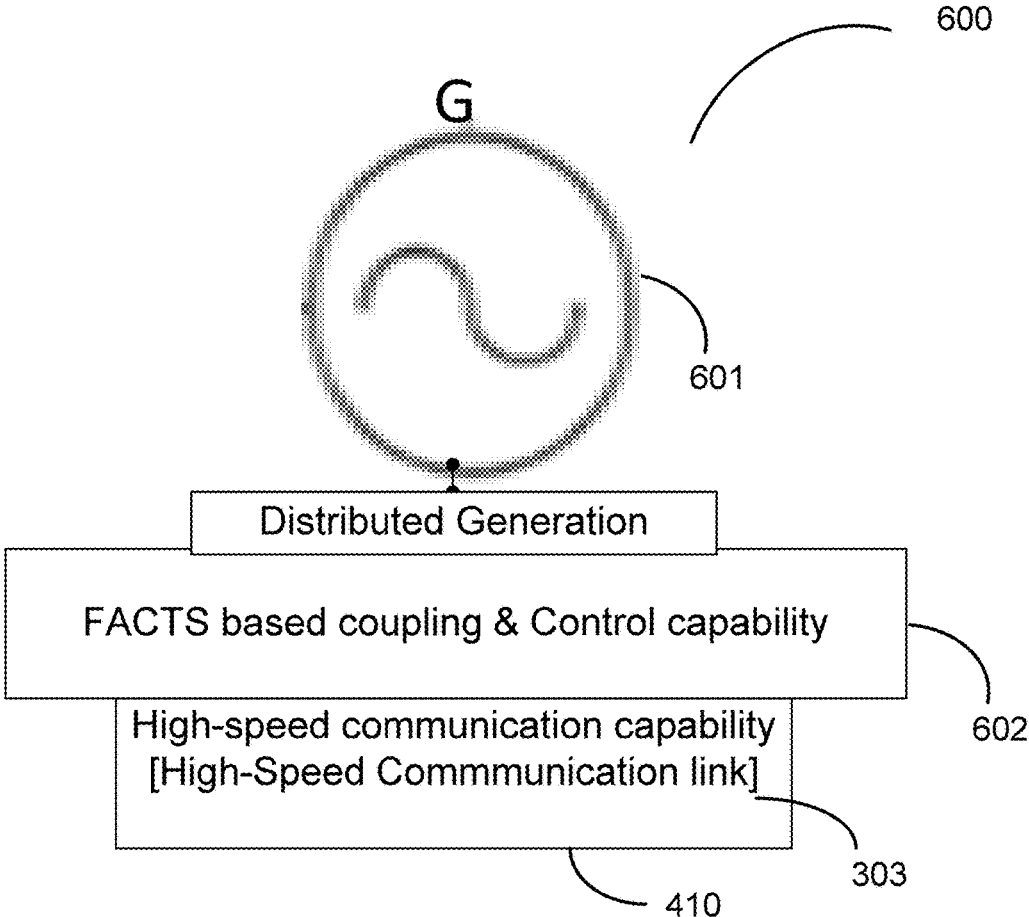 600
G
601
Distributed Generation
FACTS based coupling & Control capability
602
High-speed communication capability
[High-Speed Commmunication link]
303
410